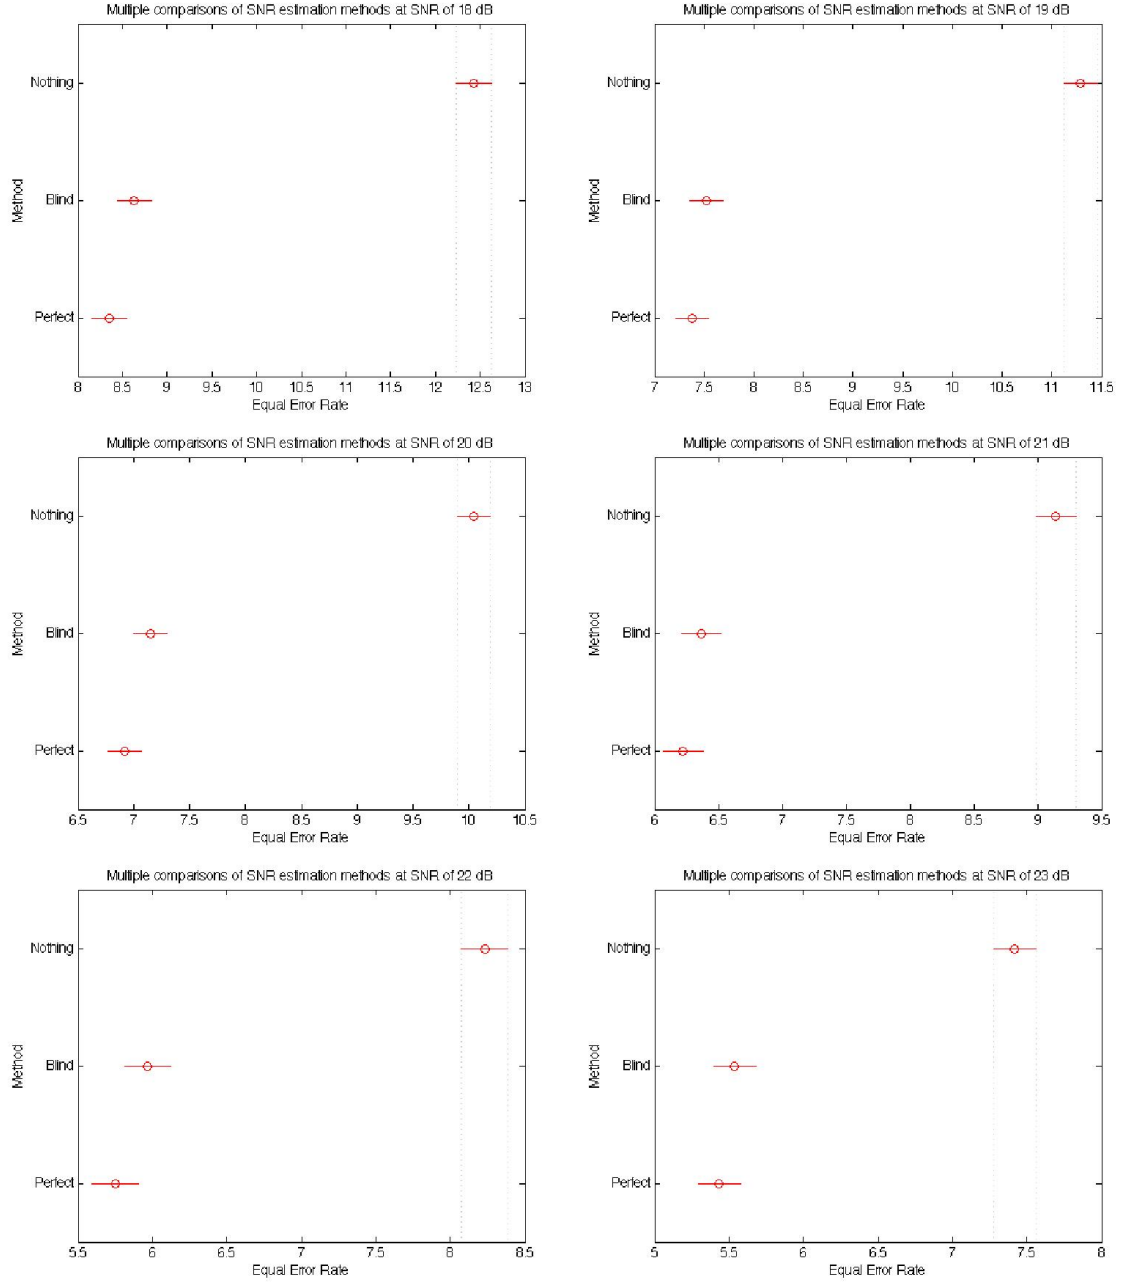 Multiple comparisons of SNR estimation methods at SNR of 18 dB
Nothing
Blind
Perfect
Method
8 8.5 9 9.5 10 10.5 11 11.5 12 12.5 13
Equal Error Rate
Multiple comparisons of SNR estimation methods at SNR of 19 dB
Nothing
Blind
Perfect
Method
7 7.5 8 8.5 9 9.5 10 10.5 11 11.5
Equal Error Rate
Multiple comparisons of SNR estimation methods at SNR of 20 dB
Nothing
Blind
Perfect
Method
6.5 7 7.5 8 8.5 9 9.5 10 10.5
Equal Error Rate
Multiple comparisons of SNR estimation methods at SNR of 21 dB
Nothing
Blind
Perfect
Method
6 6.5 7 7.5 8 8.5 9 9.5
Equal Error Rate
Multiple comparisons of SNR estimation methods at SNR of 22 dB
Nothing
Blind
Perfect
Method
5.5 6 6.5 7 7.5 8 8.5
Equal Error Rate
Multiple comparisons of SNR estimation methods at SNR of 23 dB
Nothing
Blind
Perfect
Method
5 5.5 6 6.5 7 7.5 8
Equal Error Rate